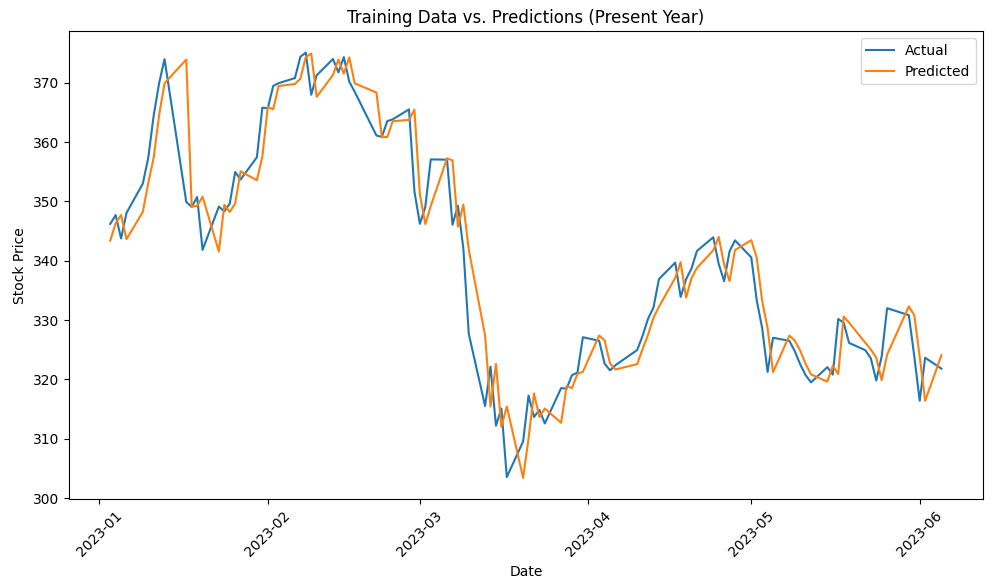 Training Data vs. Predictions (Present Year)
Actual
Predicted
Stock Price
370
360
350
340
330
320
310
300
2023-01
2023-02
2023-03
2023-04
2023-05
2023-06
Date